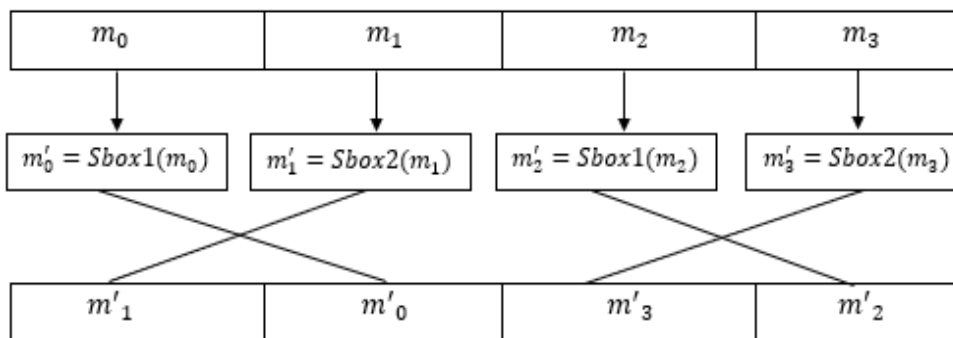 m₀ m₁ m₂ m₃
m′₀ = Sbox1(m₀) m′₁ = Sbox2(m₁) m′₂ = Sbox1(m₂) m′₃ = Sbox2(m₃)
m′₁ m′₀ m′₃ m′₂